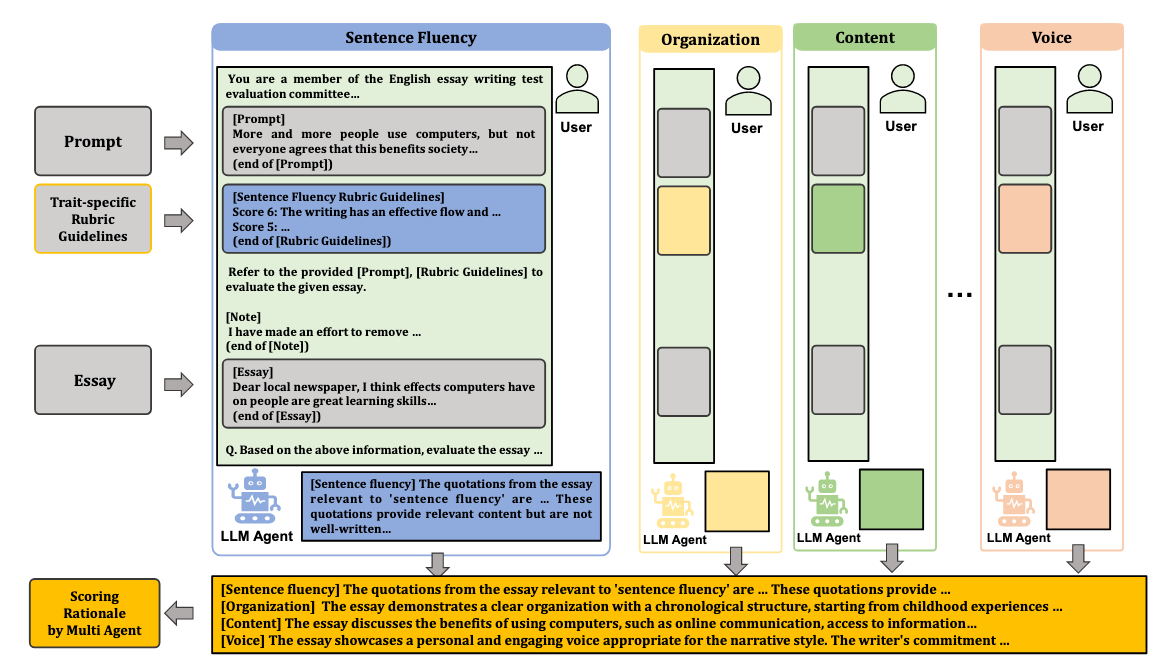 Sentence Fluency
Organization
Content
Voice
Prompt
Trait-specific
Rubric
Guidelines
Essay
You are a member of the English essay writing test
evaluation committee…
[Prompt]
More and more people use computers, but not
everyone agrees that this benefits society…
(end of [Prompt])
[Sentence Fluency Rubric Guidelines]
Score 6: The writing has an effective flow and …
Score 5: …
(end of [Rubric Guidelines])
Refer to the provided [Prompt], [Rubric Guidelines] to
evaluate the given essay.
[Note]
I have made an effort to remove …
(end of [Note])
[Essay]
Dear local newspaper, I think effects computers have
on people are great learning skills…
(end of [Essay])
Q. Based on the above information, evaluate the essay …
User
User
User
User
...
LLM Agent
[Sentence fluency] The quotations from the essay
relevant to 'sentence fluency' are … These
quotations provide relevant content but are not
well-written…
LLM Agent
LLM Agent
LLM Agent
Scoring
Rationale
by Multi Agent
[Sentence fluency] The quotations from the essay relevant to 'sentence fluency' are … These quotations provide …
[Organization] The essay demonstrates a clear organization with a chronological structure, starting from childhood experiences …
[Content] The essay discusses the benefits of using computers, such as online communication, access to information…
[Voice] The essay showcases a personal and engaging voice appropriate for the narrative style. The writer's commitment …